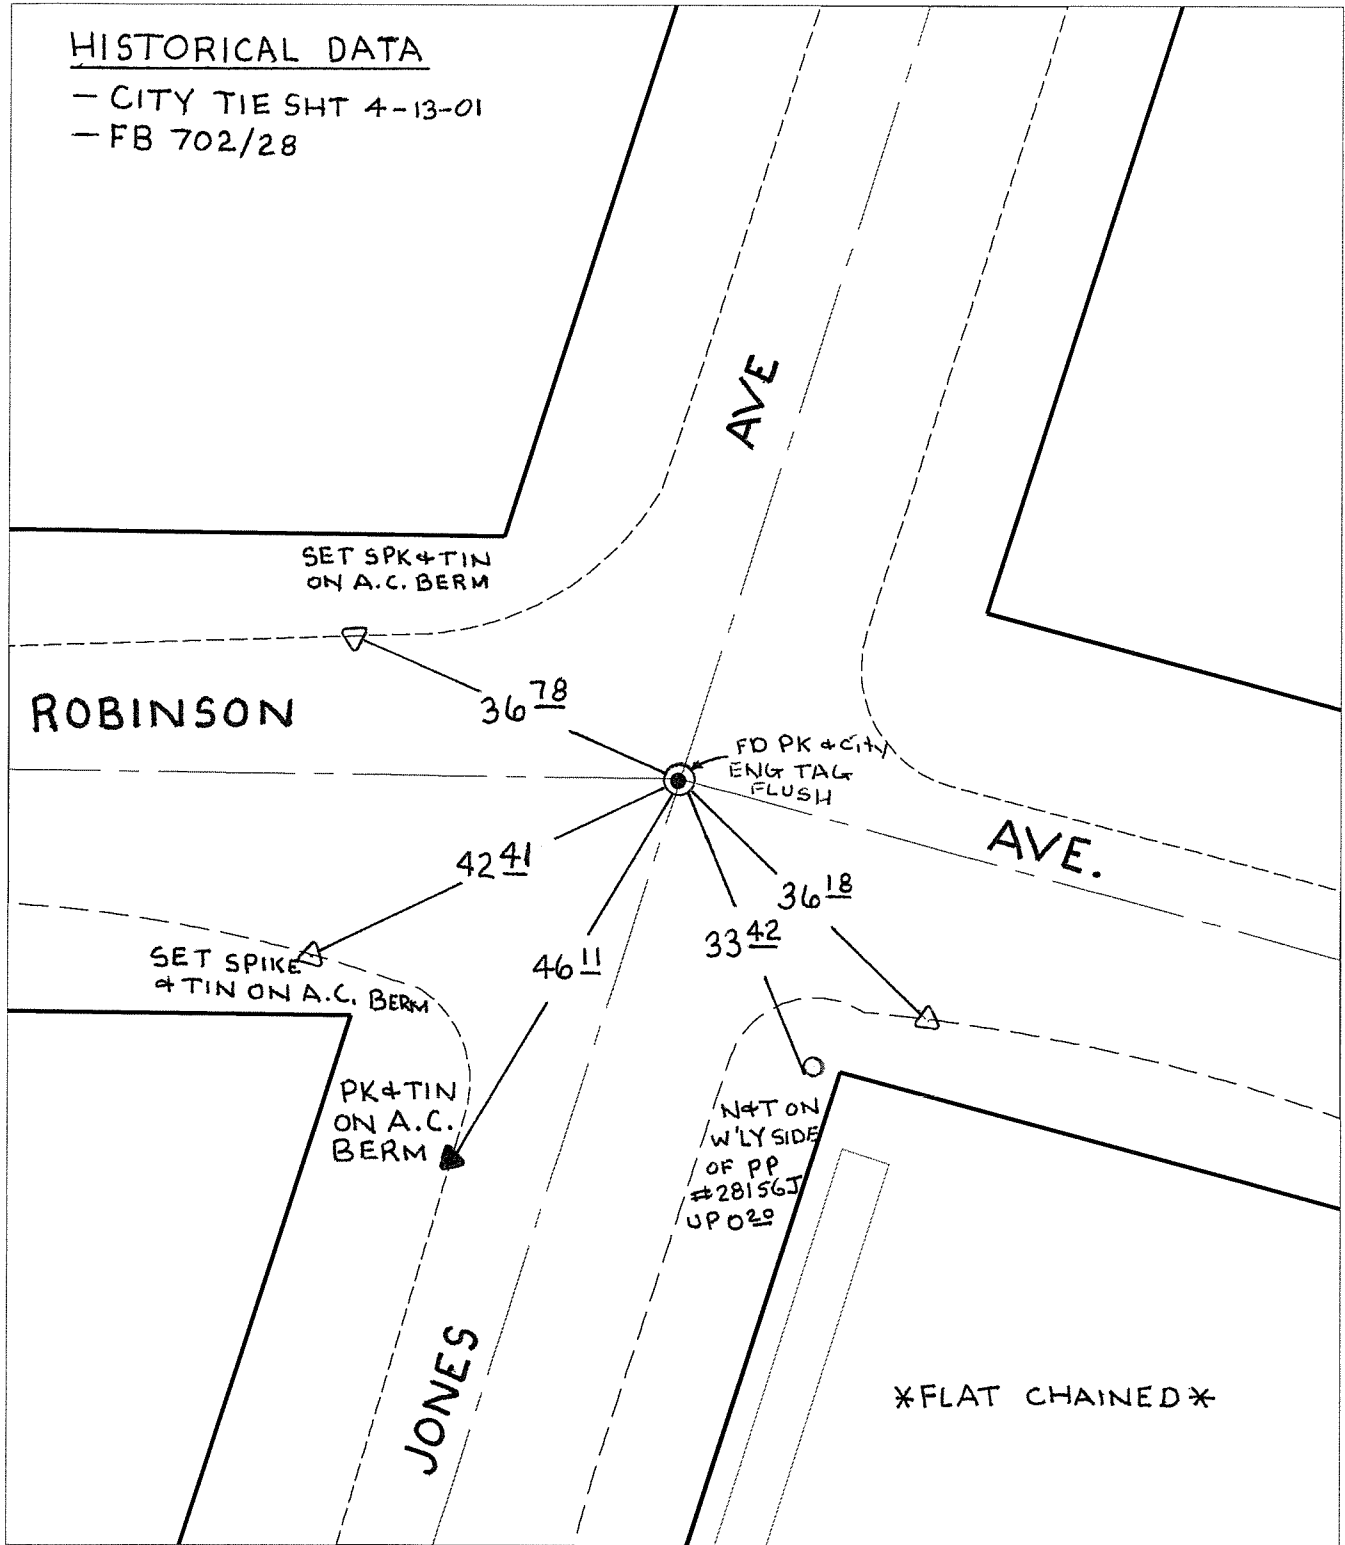 HISTORICAL DATA
- CITY TIE SHT 4-13-01
- FB 702/28
AVE
SET SPK & TIN
ON A.C. BERM
36 78
ROBINSON
FD PK & City
ENG TAG
FLUSH
AVE.
42 41
36 18
33 42
46 11
SET SPIKE
& TIN ON A.C. BERM
PK & TIN
ON A.C.
BERM
N&T ON
W'LY SIDE
OF PP
#28156J
UP 0 20
JONES
*FLAT CHAINED*